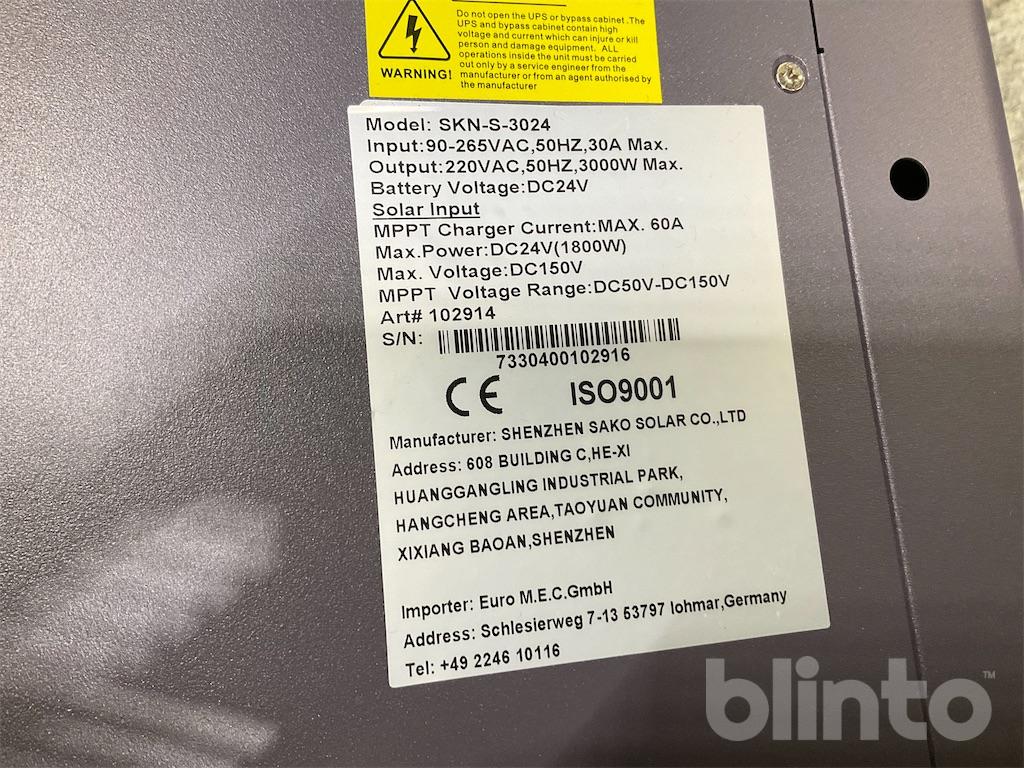 Do not open the UPS or bypass cabinet .The
UPS and bypass cabinet contain high
voltage and current which can injure or kill
person and damage equipment. ALL
operations inside the unit must be carried
out only by a service engineer from the
manufacturer or from an agent authorised by
the manufacturer
WARNING!
Model: SKN-S-3024
Input:90-265VAC,50HZ,30A Max.
Output:220VAC,50HZ,3000W Max.
Battery Voltage:DC24V
Solar Input
MPPT Charger Current:MAX. 60A
Max.Power:DC24V(1800W)
Max. Voltage:DC150V
MPPT Voltage Range:DC50V-DC150V
Art# 102914
S/N:
7330400102916
CE ISO9001
Manufacturer: SHENZHEN SAKO SOLAR CO.,LTD
Address: 608 BUILDING C,HE-XI
HUANGGANGLING INDUSTRIAL PARK,
HANGCHENG AREA,TAOYUAN COMMUNITY,
XIXIANG BAOAN,SHENZHEN
Importer: Euro M.E.C.GmbH
Address: Schlesierweg 7-13 53797 lohmar,Germany
Tel: +49 2246 10116
blinto™